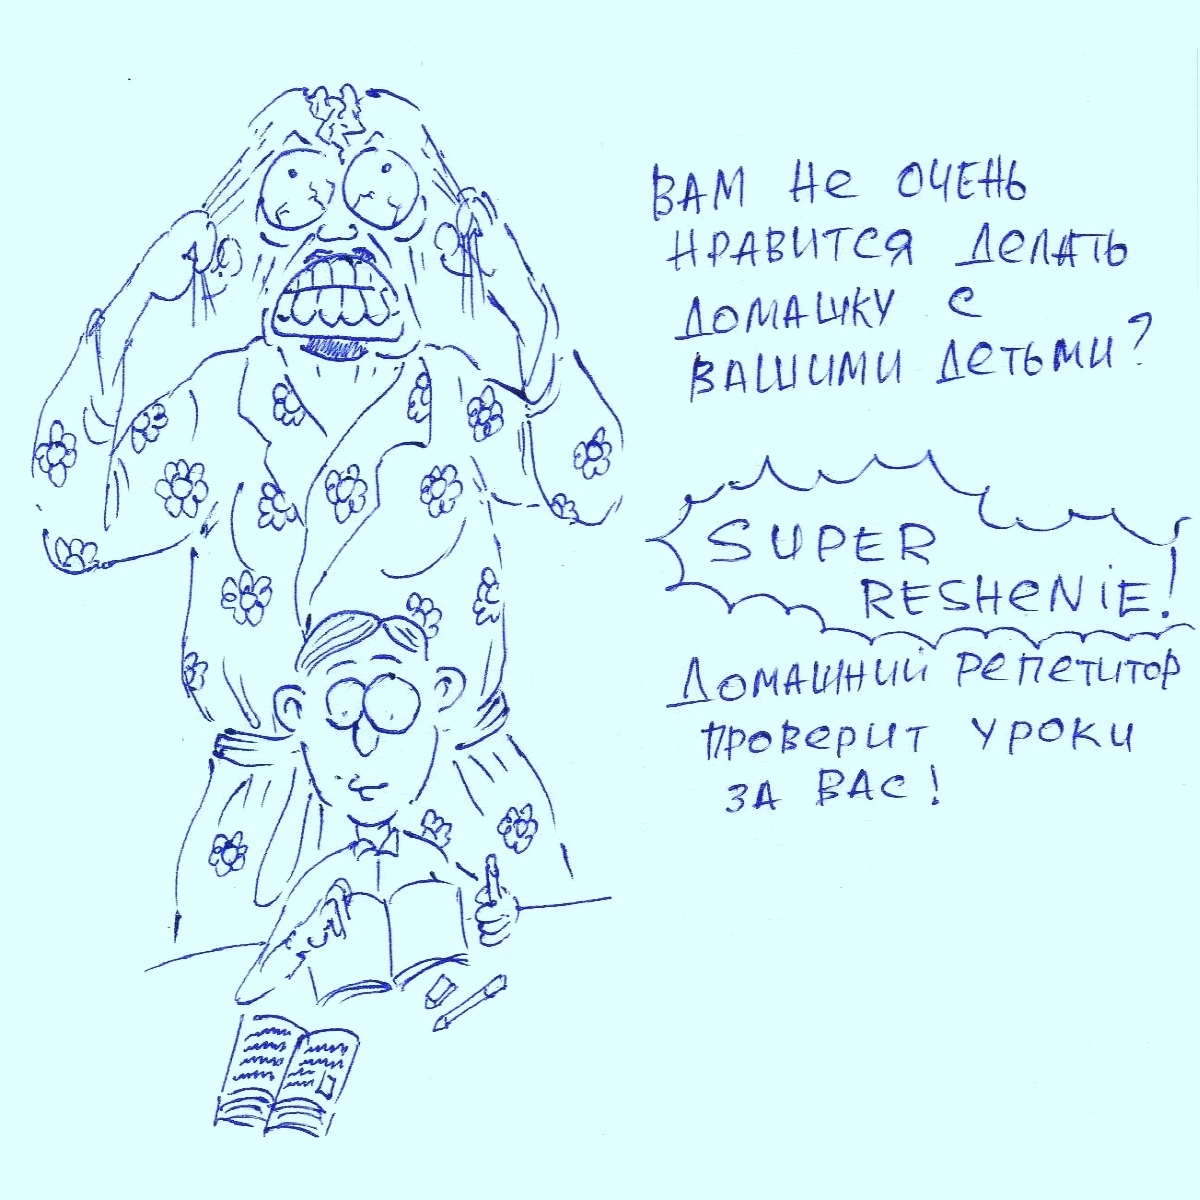 ВАМ Не ОЧЕНЬ
НРАВИТСЯ ДеЛАТЬ
ДОМАШКУ С
ВАШИМИ ДеТЬМИ?
SUPER
RESHeNiE!
ДОМАШНИЙ РеПеТИТОР
ПРОВеРИТ УРОКИ
ЗА ВАС!